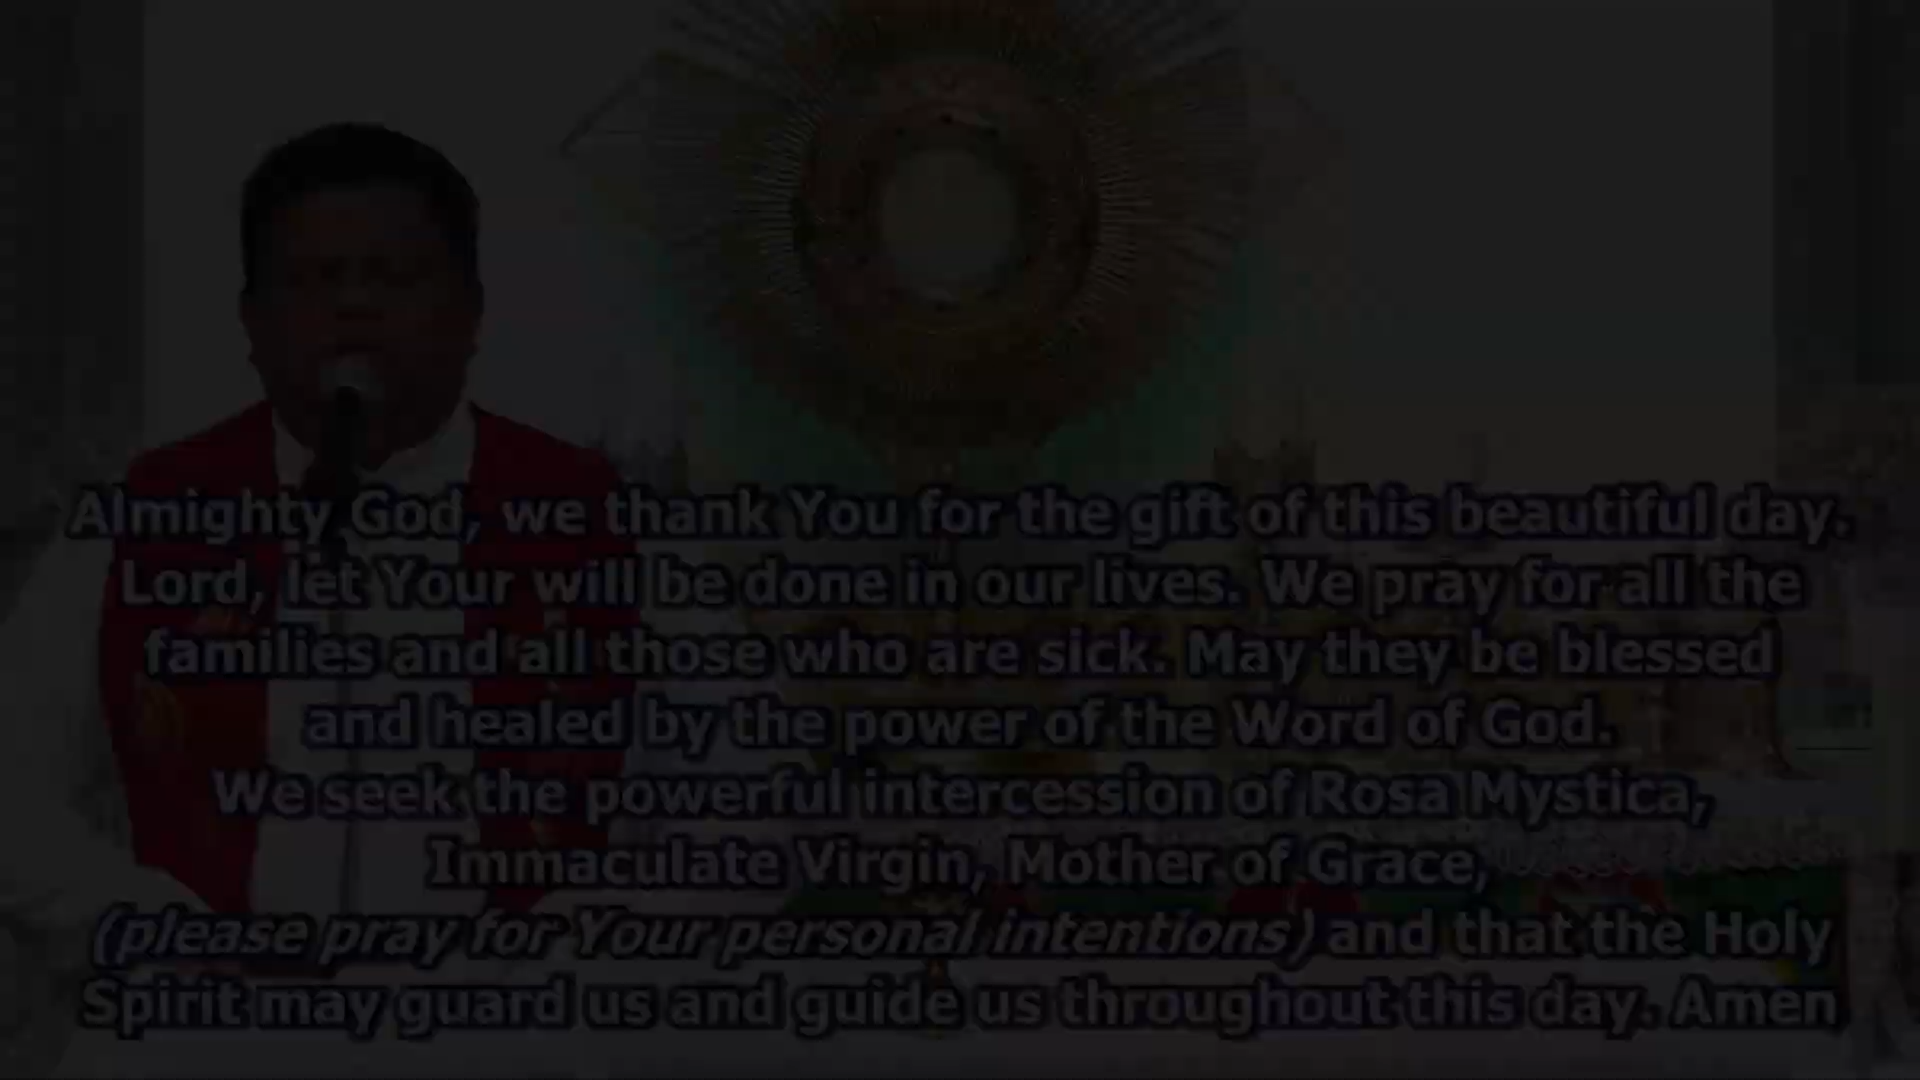 Almighty God, we thank You for the gift of this beautiful day.
Lord, let Your will be done in our lives. We pray for all the
families and all those who are sick. May they be blessed
and healed by the power of the Word of God.
We seek the powerful intercession of Rosa Mystica,
Immaculate Virgin, Mother of Grace,
(please pray for Your personal intentions) and that the Holy
Spirit may guard us and guide us throughout this day. Amen